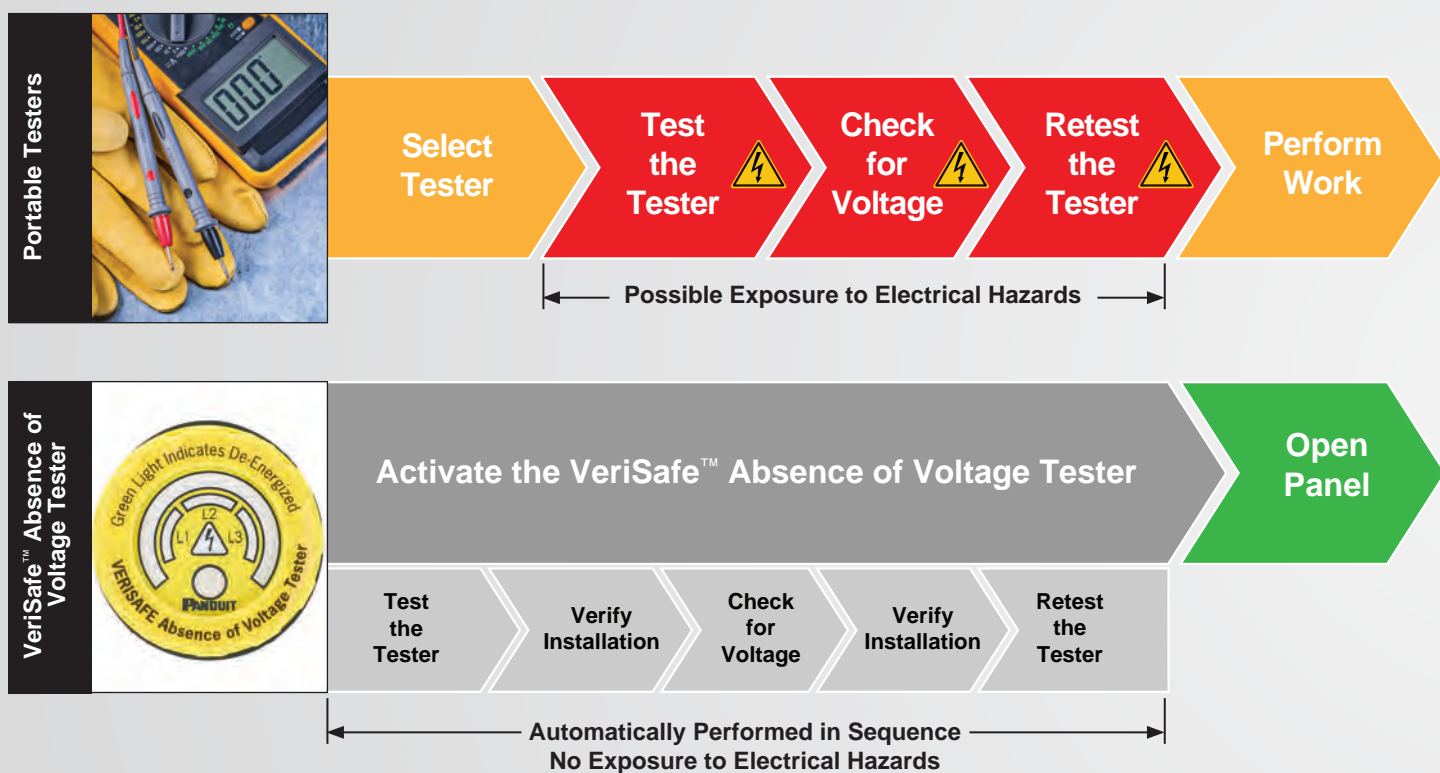 Portable Testers
000
Select
Tester
Test
the
Tester
Check
for
Voltage
Retest
the
Tester
Perform
Work
Possible Exposure to Electrical Hazards
VeriSafe™ Absence of
Voltage Tester
Green Light Indicates De-Energized
L1
L2
L3
PANDUIT
VERISAFE Absence of Voltage Tester
Activate the VeriSafe™ Absence of Voltage Tester
Open
Panel
Test
the
Tester
Verify
Installation
Check
for
Voltage
Verify
Installation
Retest
the
Tester
Automatically Performed in Sequence
No Exposure to Electrical Hazards